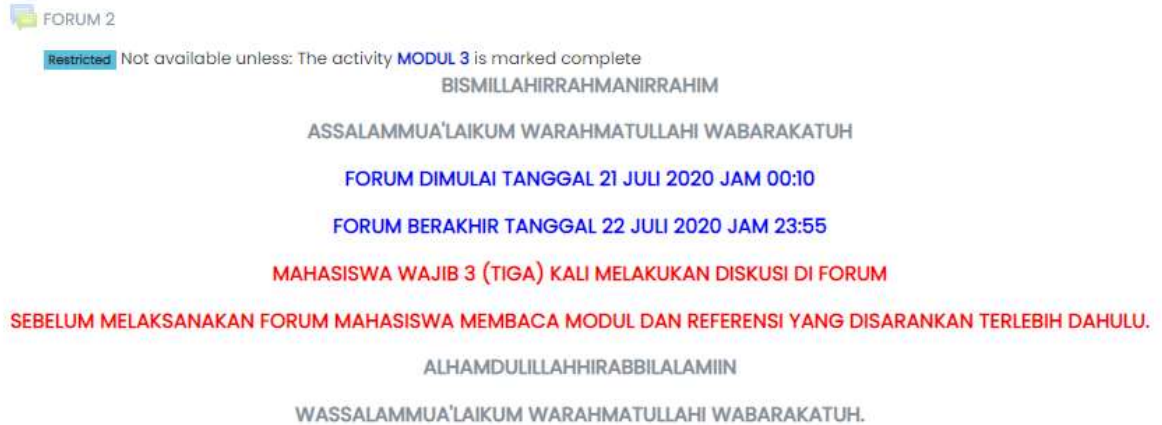 FORUM 2
Restricted Not available unless: The activity MODUL 3 is marked complete
BISMILLAHIRRAHMANIRRAHIM
ASSALAMMUA'LAIKUM WARAHMATULLAHI WABARAKATUH
FORUM DIMULAI TANGGAL 21 JULI 2020 JAM 00:10
FORUM BERAKHIR TANGGAL 22 JULI 2020 JAM 23:55
MAHASISWA WAJIB 3 (TIGA) KALI MELAKUKAN DISKUSI DI FORUM
SEBELUM MELAKSANAKAN FORUM MAHASISWA MEMBACA MODUL DAN REFERENSI YANG DISARANKAN TERLEBIH DAHULU.
ALHAMDULILLAHHIRABBILALAMIIN
WASSALAMMUA'LAIKUM WARAHMATULLAHI WABARAKATUH.